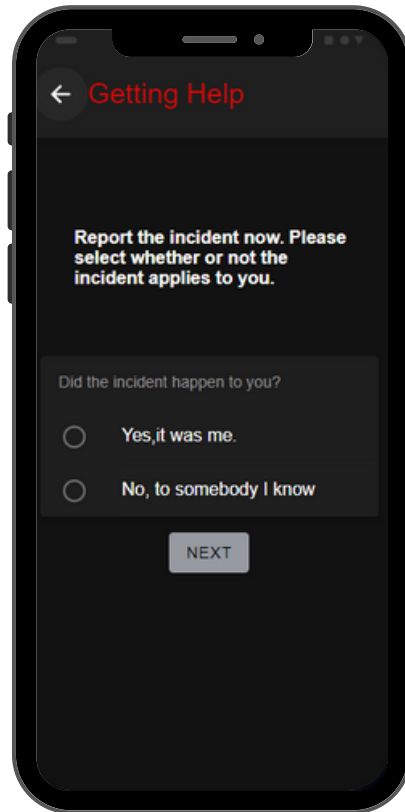 Getting Help
Report the incident now. Please
select whether or not the
incident applies to you.
Did the incident happen to you?
Yes,it was me.
No, to somebody I know
NEXT